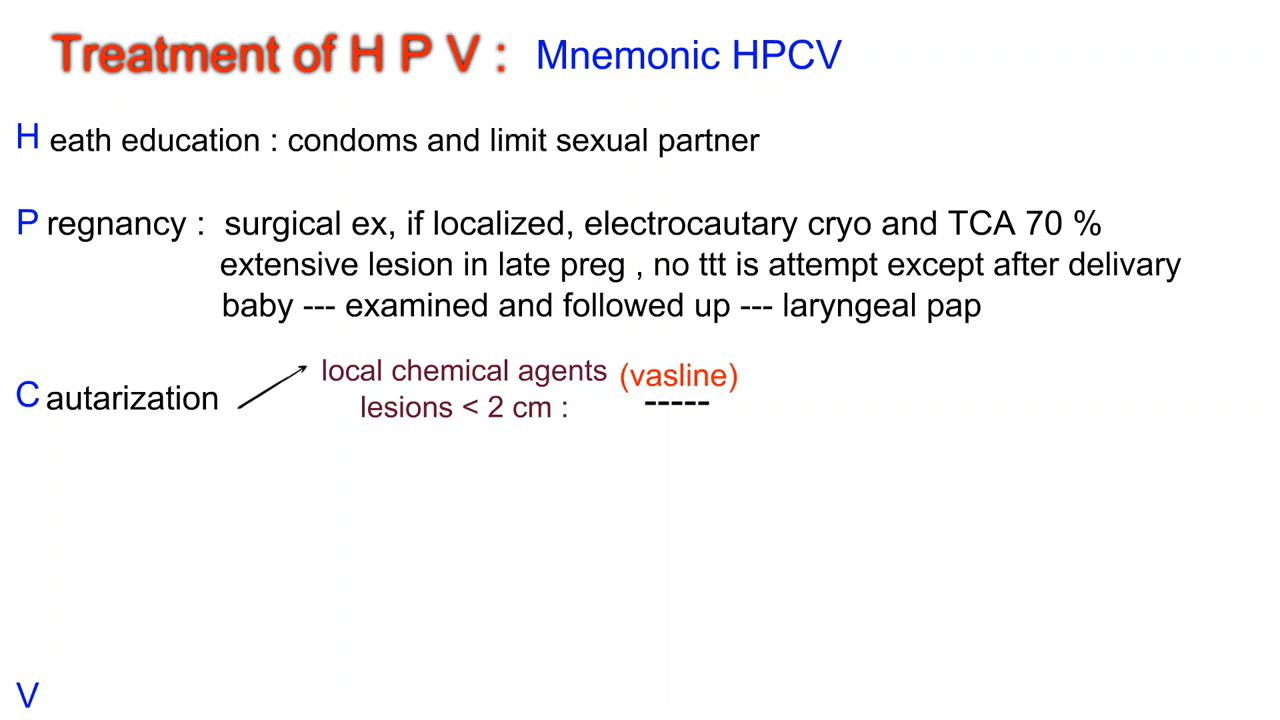 Treatment of H P V : Mnemonic HPCV
H eath education : condoms and limit sexual partner
P regnancy : surgical ex, if localized, electrocautary cryo and TCA 70 %
extensive lesion in late preg , no ttt is attempt except after delivary
baby --- examined and followed up --- laryngeal pap
C autarization local chemical agents (vasline)
lesions < 2 cm : -----
V